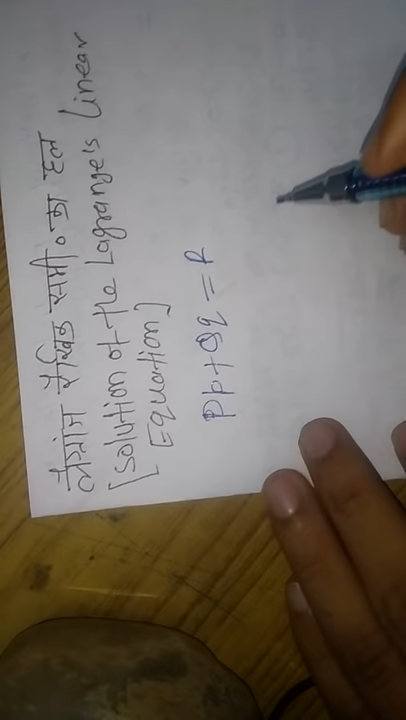 लैग्रांज रैखिक समी० का हल
[Solution of the Lagrange's Linear
Equation]
Pp+Qq = R